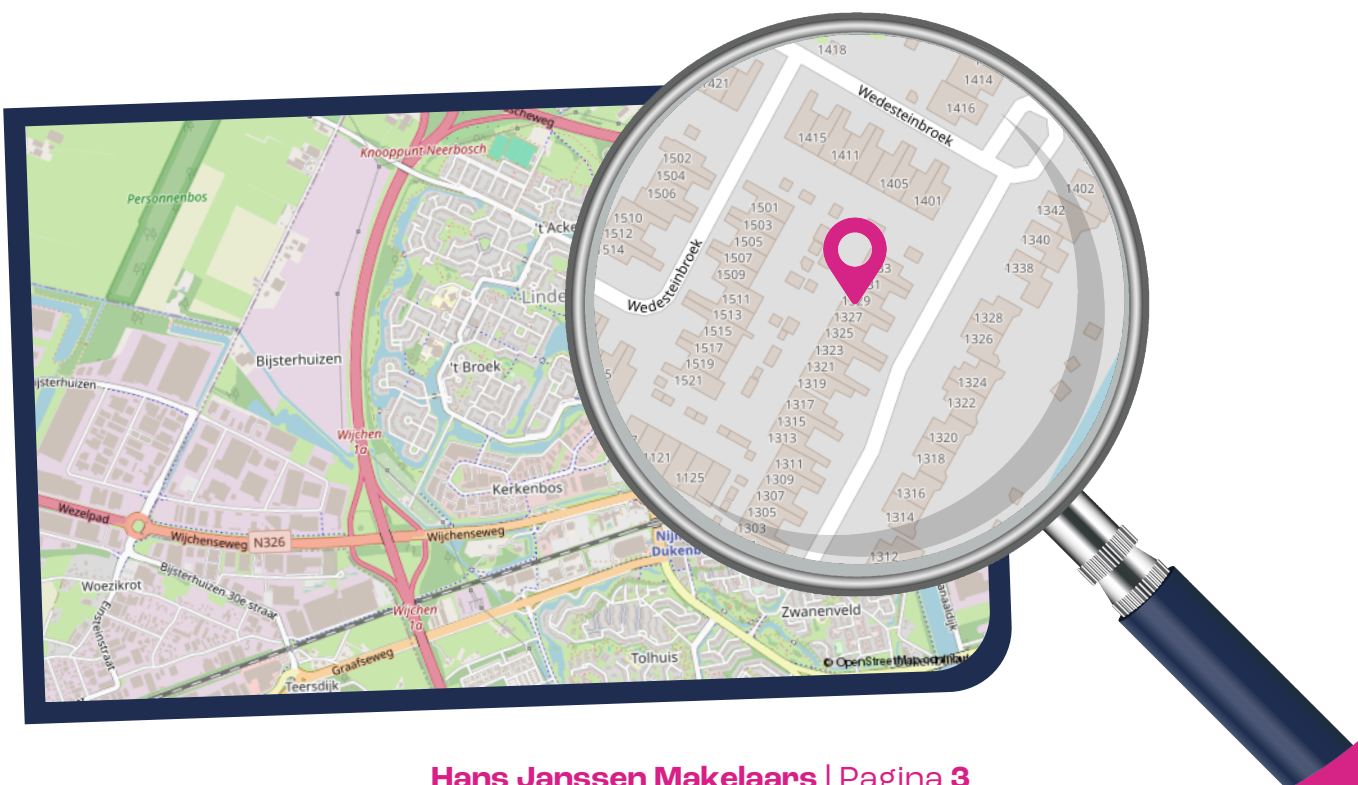 Knooppunt Neerbosch
Personnenbos
't Acke
Linde
't Broek
Bijsterhuizen
Wijchen
1a
Kerkenbos
Wezelpad
Wijchenseweg
N326
Wijchenseweg
Woezikrot
Bijsterhuizen 30e straat
Wijchen
1a
Graafseweg
Teersdijk
Tolhuis
Zwanenveld
© OpenStreetMap
1418
1421
1414
1416
Wedesteinbroek
1415
1411
1405
1401
1402
1342
1340
1338
1502
1504
1506
1510
1512
1514
Wedesteinbroek
1501
1503
1505
1507
1509
1511
1513
1515
1517
1519
1521
1327
1325
1323
1321
1319
1317
1315
1313
1311
1309
1307
1305
1303
1328
1326
1324
1322
1320
1318
1316
1314
1312
1121
1125
Hans Janssen Makelaars | Pagina 3